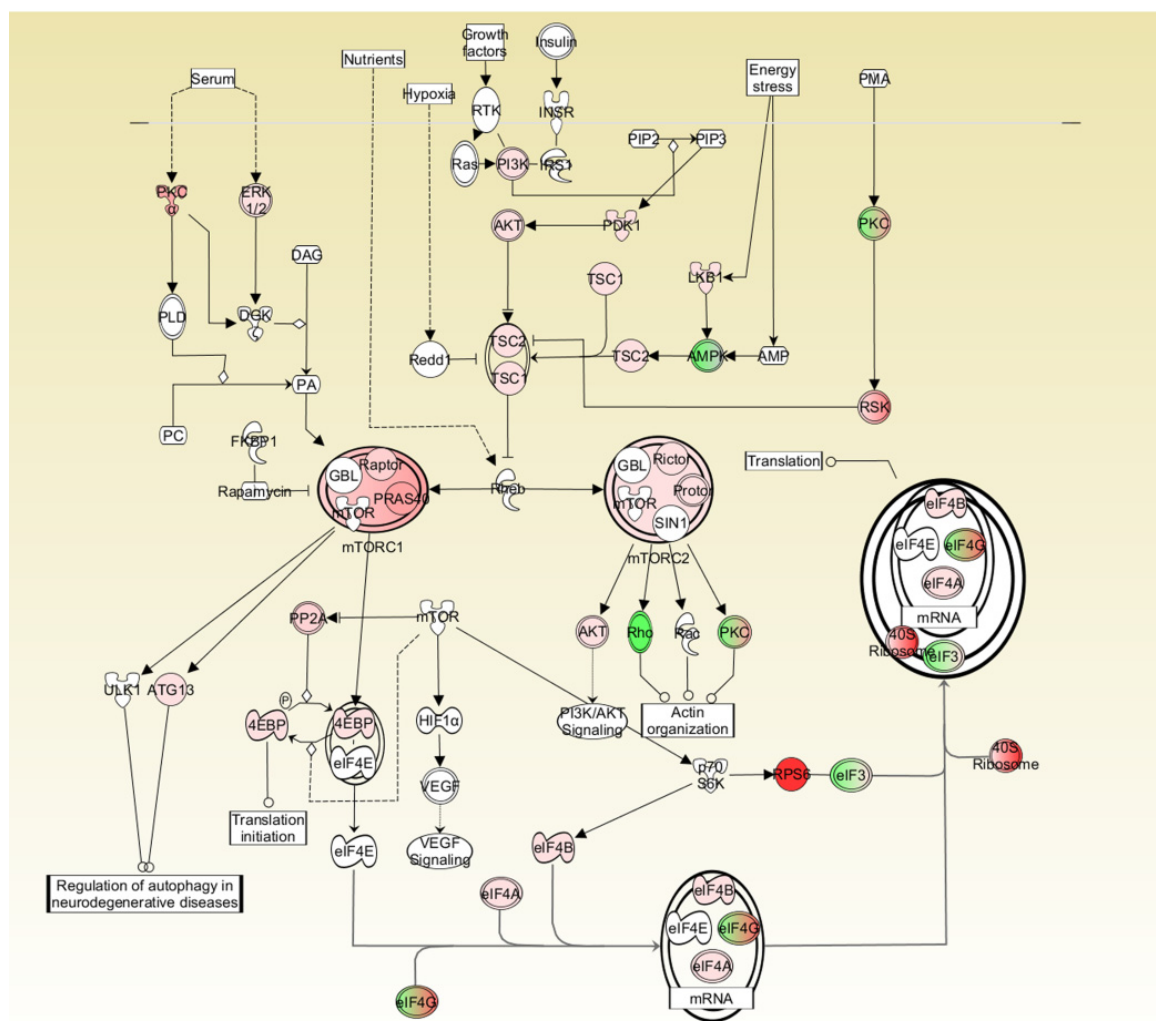 Growth
factors
Insulin
Nutrients
Serum
Energy
stress
PMA
Hypoxia
RTK
INSR
PIP2
PIP3
Ras
PI3K
IRS1
PKC
α
ERK
1/2
AKT
PDK1
PKC
DAG
TSC1
LKB1
PLD
DGK
ζ
TSC2
Redd1
TSC2
AMPK
AMP
TSC1
PA
RSK
PC
FKBP1
GBL
Raptor
GBL
Rictor
Translation
Rapamycin
PRAS40
Rheb
Protor
mTOR
mTOR
SIN1
eIF4B
mTORC1
mTORC2
eIF4E
eIF4G
eIF4A
PP2A
mTOR
AKT
Rho
Rac
PKC
mRNA
40S
Ribosome
eIF3
ULK1
ATG13
P
4EBP
4EBP
HIF1α
PI3K/AKT
Signaling
Actin
organization
eIF4E
p70
S6K
RPS6
eIF3
40S
Ribosome
VEGF
Translation
initiation
eIF4E
VEGF
Signaling
eIF4B
Regulation of autophagy in
neurodegenerative diseases
eIF4A
eIF4B
eIF4E
eIF4G
eIF4A
eIF4G
mRNA